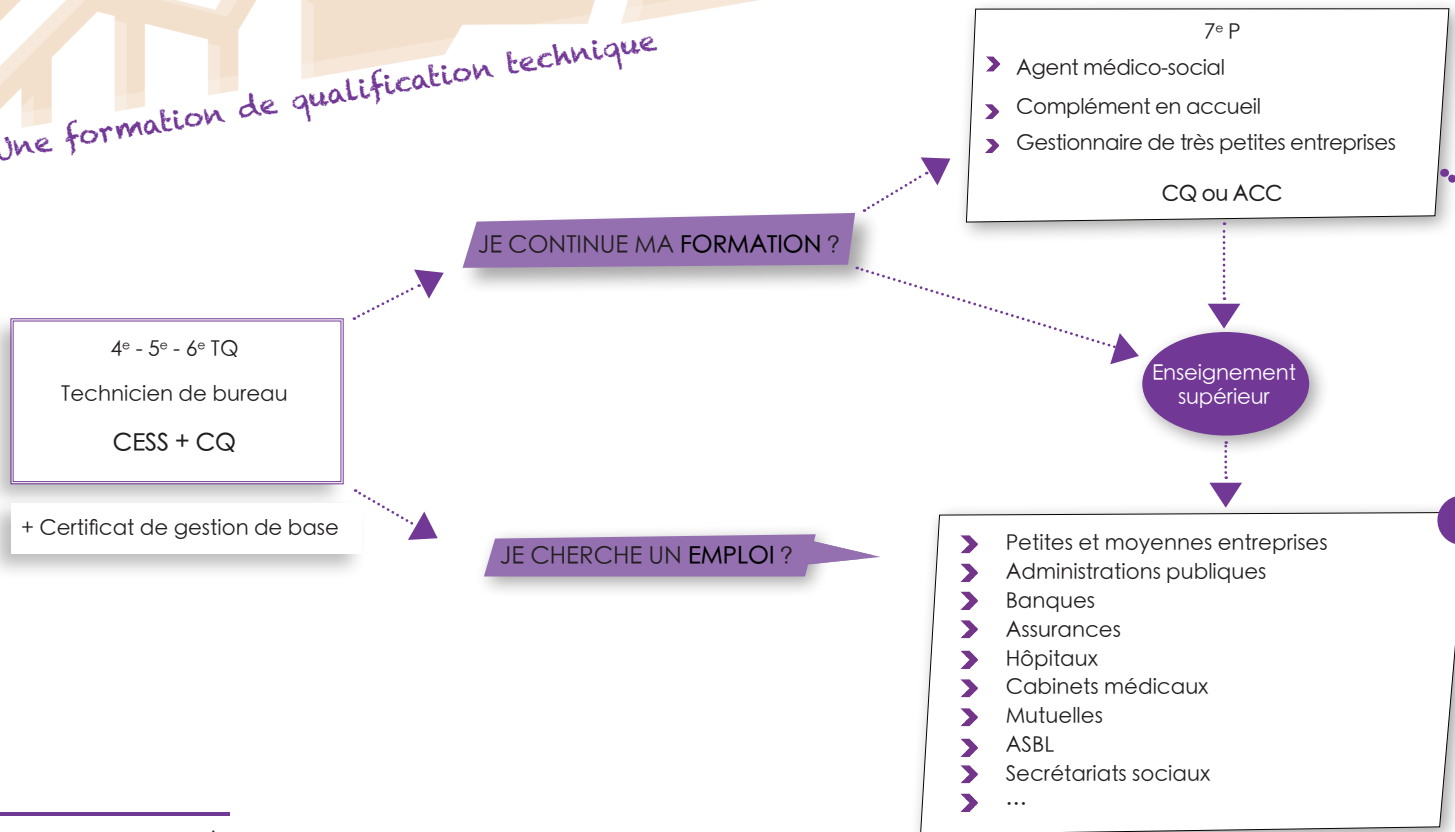 Une formation de qualification technique
7e P
Agent médico-social
Complément en accueil
Gestionnaire de très petites entreprises
CQ ou ACC
JE CONTINUE MA FORMATION ?
4e - 5e - 6e TQ
Technicien de bureau
CESS + CQ
+ Certificat de gestion de base
Enseignement
supérieur
JE CHERCHE UN EMPLOI ?
Petites et moyennes entreprises
Administrations publiques
Banques
Assurances
Hôpitaux
Cabinets médicaux
Mutuelles
ASBL
Secrétariats sociaux
…